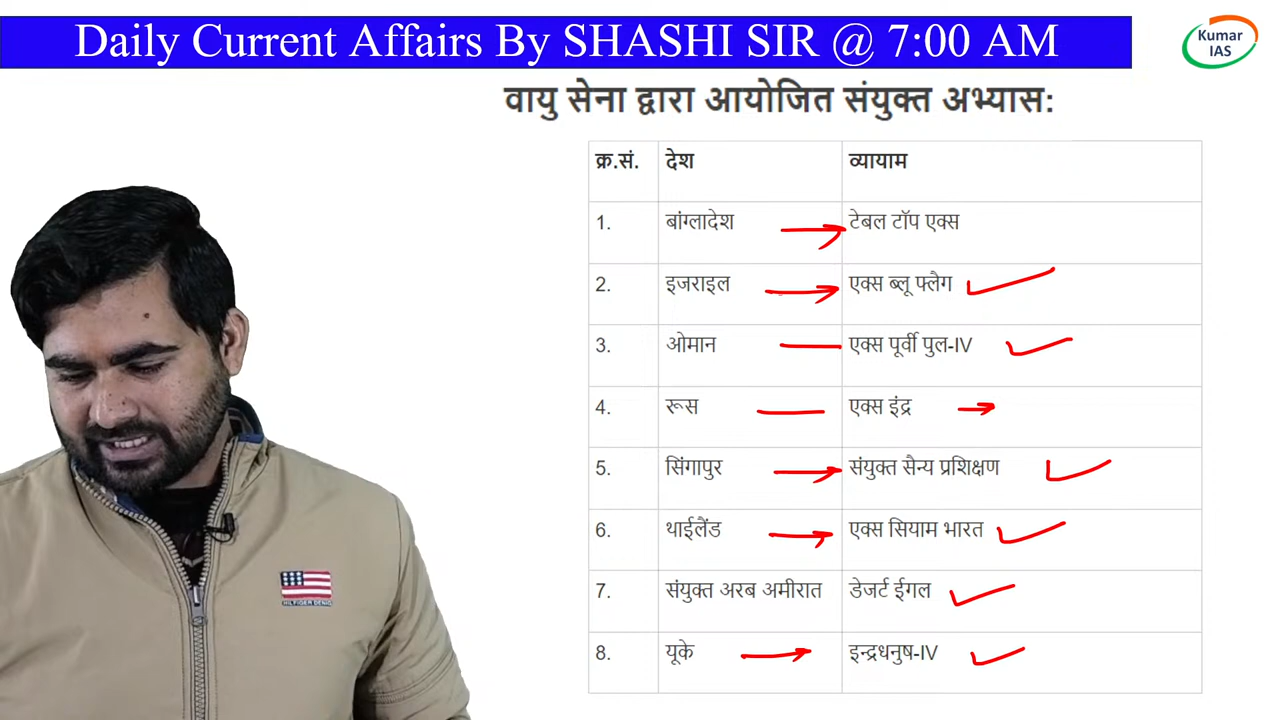 Daily Current Affairs By SHASHI SIR @ 7:00 AM
Kumar
IAS
वायु सेना द्वारा आयोजित संयुक्त अभ्यास:
क्र.सं. देश व्यायाम
1. बांग्लादेश टेबल टॉप एक्स
2. इजराइल एक्स ब्लू फ्लैग
3. ओमान एक्स पूर्वी पुल-IV
4. रूस एक्स इंद्र
5. सिंगापुर संयुक्त सैन्य प्रशिक्षण
6. थाईलैंड एक्स सियाम भारत
7. संयुक्त अरब अमीरात डेजर्ट ईगल
8. यूके इन्द्रधनुष-IV